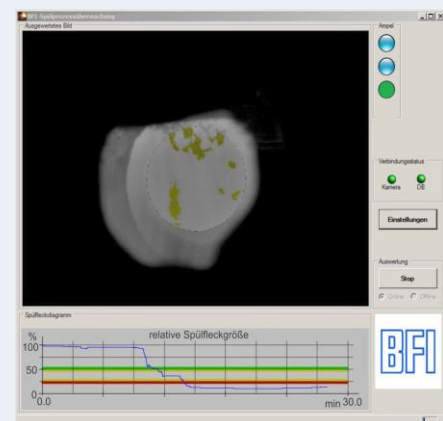 BFI Spülprozessüberwachung
Ausgewertetes Bild
Ampel
Verbindungsstatus
Kamera DB
Einstellungen
Auswertung
Stop
Online Offline
Spülfleckdiagramm
relative Spülfleckgröße
%
100
50
0
0.0
min 30.0
BFI